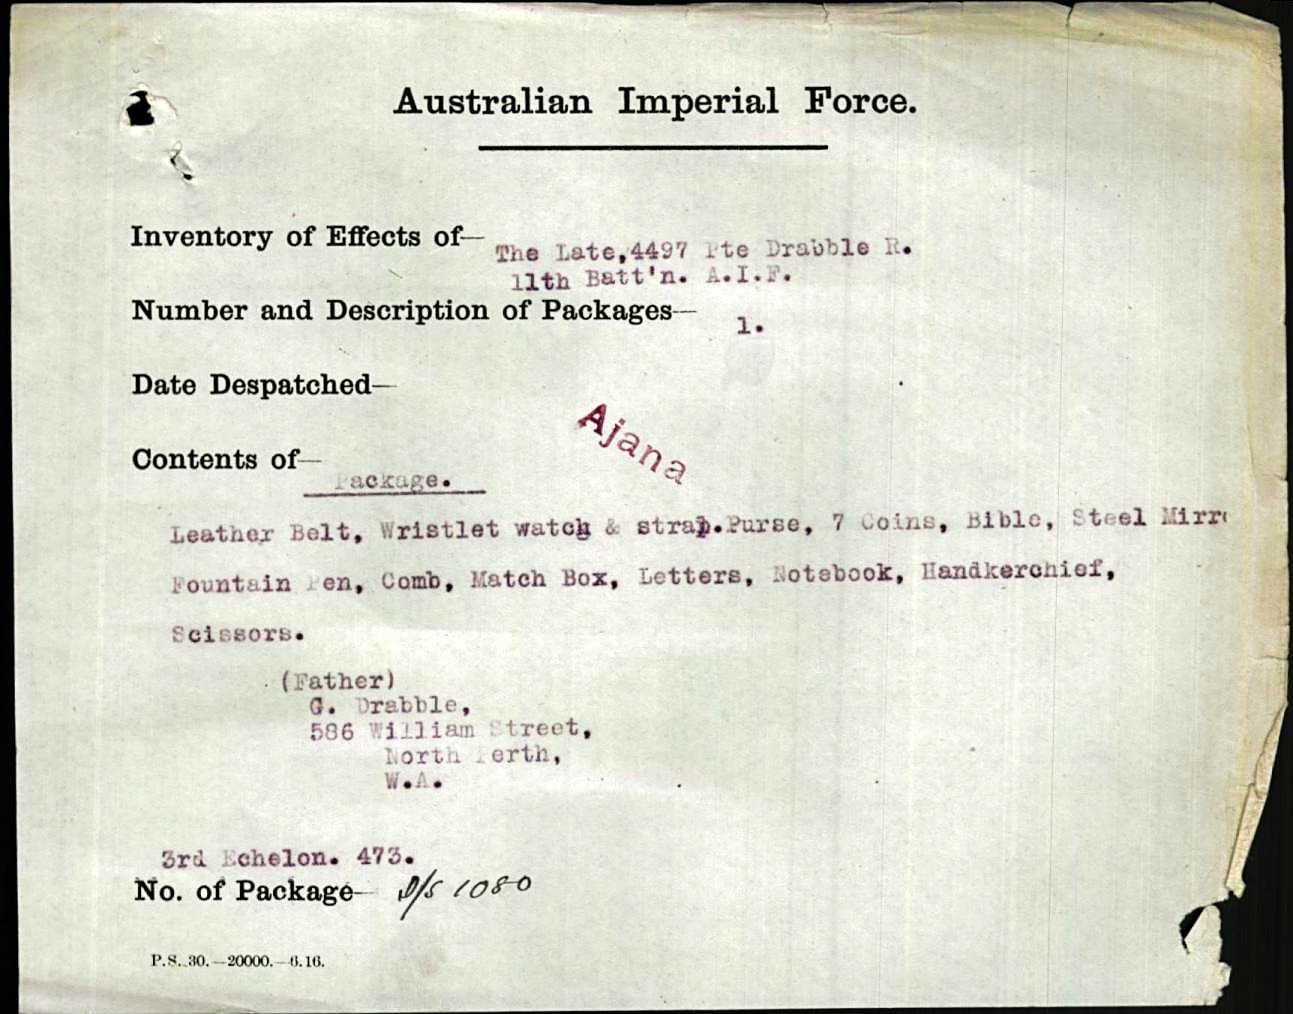 Australian Imperial Force.
Inventory of Effects of—
The Late,4497 Pte Drabble R.
11th Batt'n. A.I.F.
Number and Description of Packages—
1.
Date Despatched—
Ajana
Contents of—
Package.
Leather Belt, Wristlet watch & strap.Purse, 7 Coins, Bible, Steel Mirr
Fountain Pen, Comb, Match Box, Letters, Notebook, Handkerchief,
Scissors.
(Father)
G. Drabble,
586 William Street,
North Perth,
W.A.
3rd Echelon. 473.
No. of Package— D/S 1080
P.S. 30.—20000.—6.16.